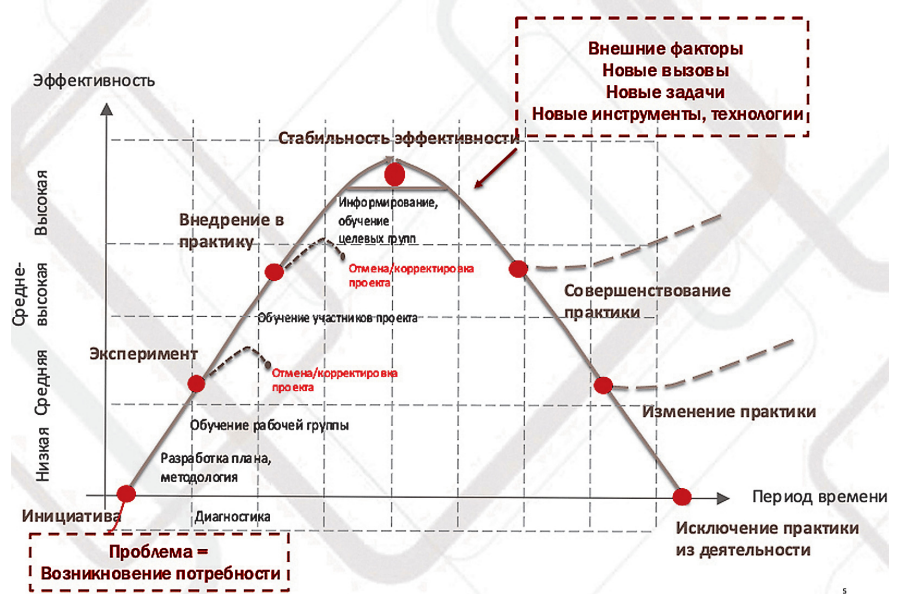 Внешние факторы
Новые вызовы
Новые задачи
Новые инструменты, технологии
Эффективность
Стабильность эффективности
Высокая
Информирование,
обучение
целевых групп
Внедрение в
практику
Отмена/корректировка
проекта
Средне-
высокая
Совершенствование
практики
Обучение участников проекта
Эксперимент
Средняя
Отмена/корректировка
проекта
Изменение практики
Обучение рабочей группы
Низкая
Разработка плана,
методология
Период времени
Инициатива
Диагностика
Исключение практики
из деятельности
Проблема =
Возникновение потребности
5